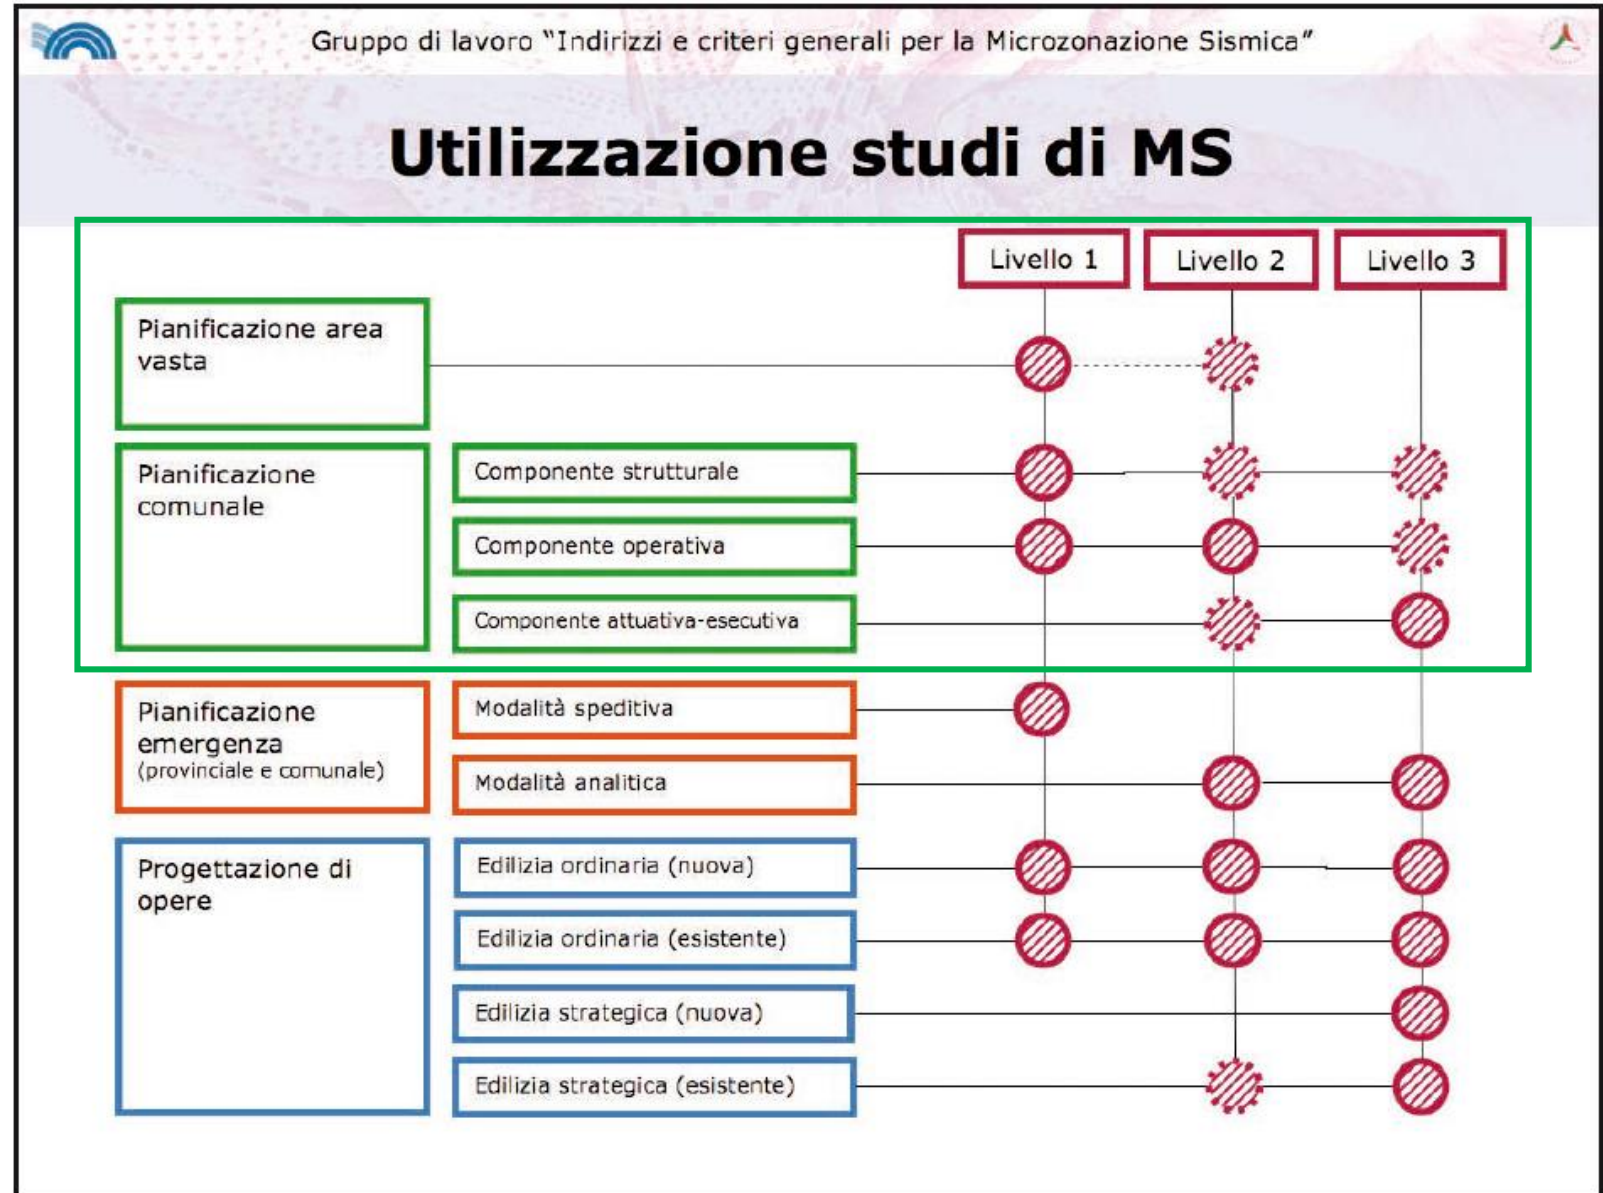 Gruppo di lavoro “Indirizzi e criteri generali per la Microzonazione Sismica”
Utilizzazione studi di MS
Livello 1
Livello 2
Livello 3
Pianificazione area
vasta
Pianificazione
comunale
Componente strutturale
Componente operativa
Componente attuativa-esecutiva
Pianificazione
emergenza
(provinciale e comunale)
Modalità speditiva
Modalità analitica
Progettazione di
opere
Edilizia ordinaria (nuova)
Edilizia ordinaria (esistente)
Edilizia strategica (nuova)
Edilizia strategica (esistente)